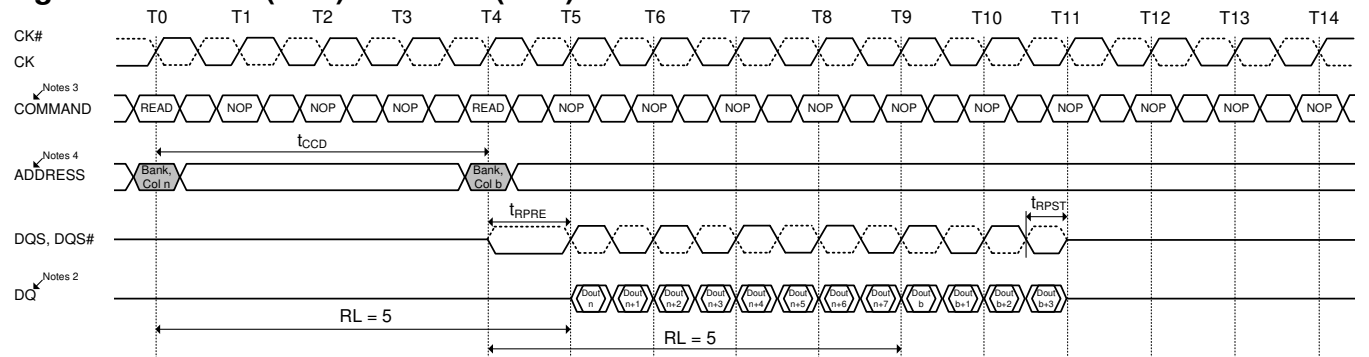 T0 T1 T2 T3 T4 T5 T6 T7 T8 T9 T10 T11 T12 T13 T14
CK#
CK
Notes 3
COMMAND READ NOP NOP NOP READ NOP NOP NOP NOP NOP NOP NOP NOP NOP NOP
tCCD
Notes 4
ADDRESS
Bank, Col n
Bank, Col b
tRPRE
tRPST
DQS, DQS#
Notes 2
DQ
Dout n
Dout n+1
Dout n+2
Dout n+3
Dout n+4
Dout n+5
Dout n+6
Dout n+7
Dout b
Dout b+1
Dout b+2
Dout b+3
RL = 5
RL = 5